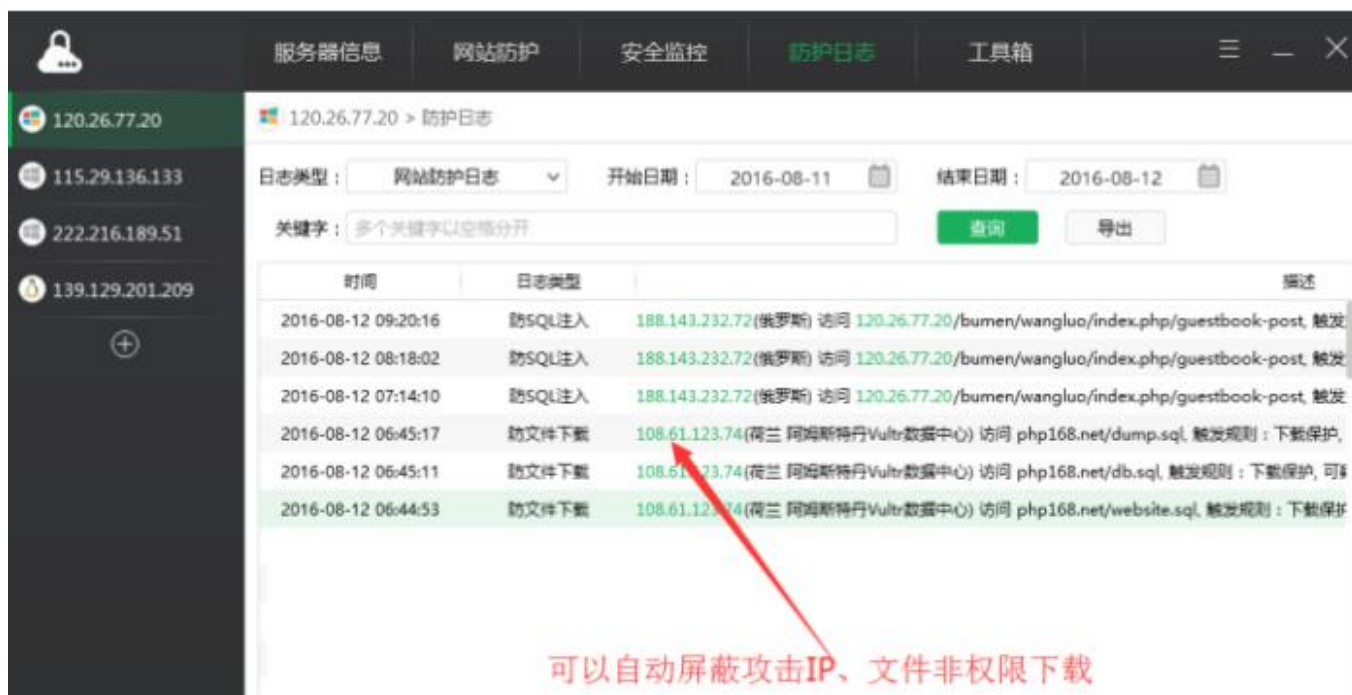 服务器信息 网站防护 安全监控 防护日志 工具箱
120.26.77.20
115.29.136.133
222.216.189.51
139.129.201.209
120.26.77.20 > 防护日志
日志类型： 网站防护日志 开始日期： 2016-08-11 结束日期： 2016-08-12
关键字： 多个关键字以空格分开 查询 导出
时间 日志类型 描述
2016-08-12 09:20:16 防SQL注入 188.143.232.72(俄罗斯) 访问 120.26.77.20/bumen/wangluo/index.php/guestbook-post, 触发
2016-08-12 08:18:02 防SQL注入 188.143.232.72(俄罗斯) 访问 120.26.77.20/bumen/wangluo/index.php/guestbook-post, 触发
2016-08-12 07:14:10 防SQL注入 188.143.232.72(俄罗斯) 访问 120.26.77.20/bumen/wangluo/index.php/guestbook-post, 触发
2016-08-12 06:45:17 防文件下载 108.61.123.74(荷兰 阿姆斯特丹Vultr数据中心) 访问 php168.net/dump.sql, 触发规则：下载保护,
2016-08-12 06:45:11 防文件下载 108.61.123.74(荷兰 阿姆斯特丹Vultr数据中心) 访问 php168.net/db.sql, 触发规则：下载保护, 可
2016-08-12 06:44:53 防文件下载 108.61.123.74(荷兰 阿姆斯特丹Vultr数据中心) 访问 php168.net/website.sql, 触发规则：下载保护
可以自动屏蔽攻击IP、文件非权限下载